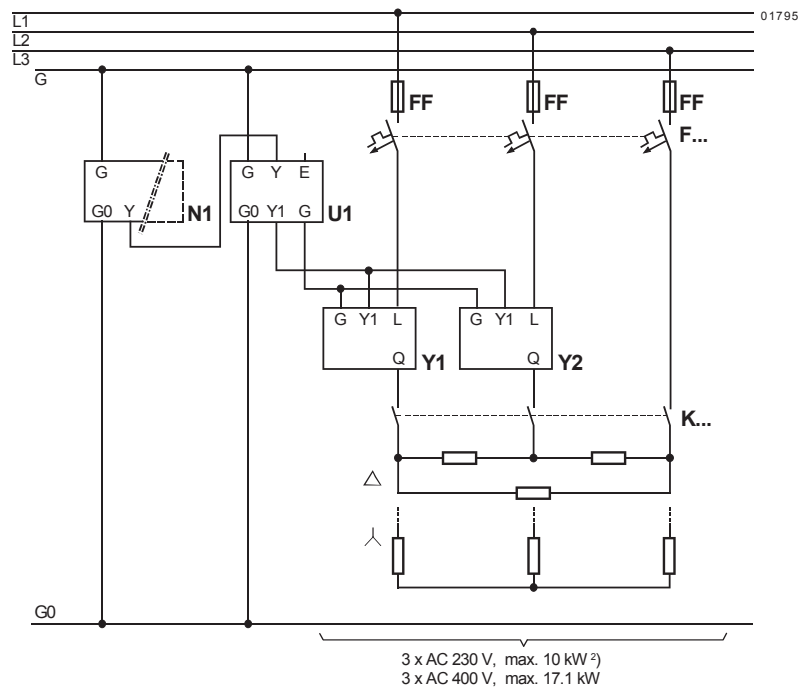 01795
L1
L2
L3
G
FF FF FF
F...
G G Y E
G0 Y N1 G0 Y1 G U1
G Y1 L G Y1 L
Q Y1 Q Y2
K...
G0
3 x AC 230 V, max. 10 kW ²)
3 x AC 400 V, max. 17.1 kW